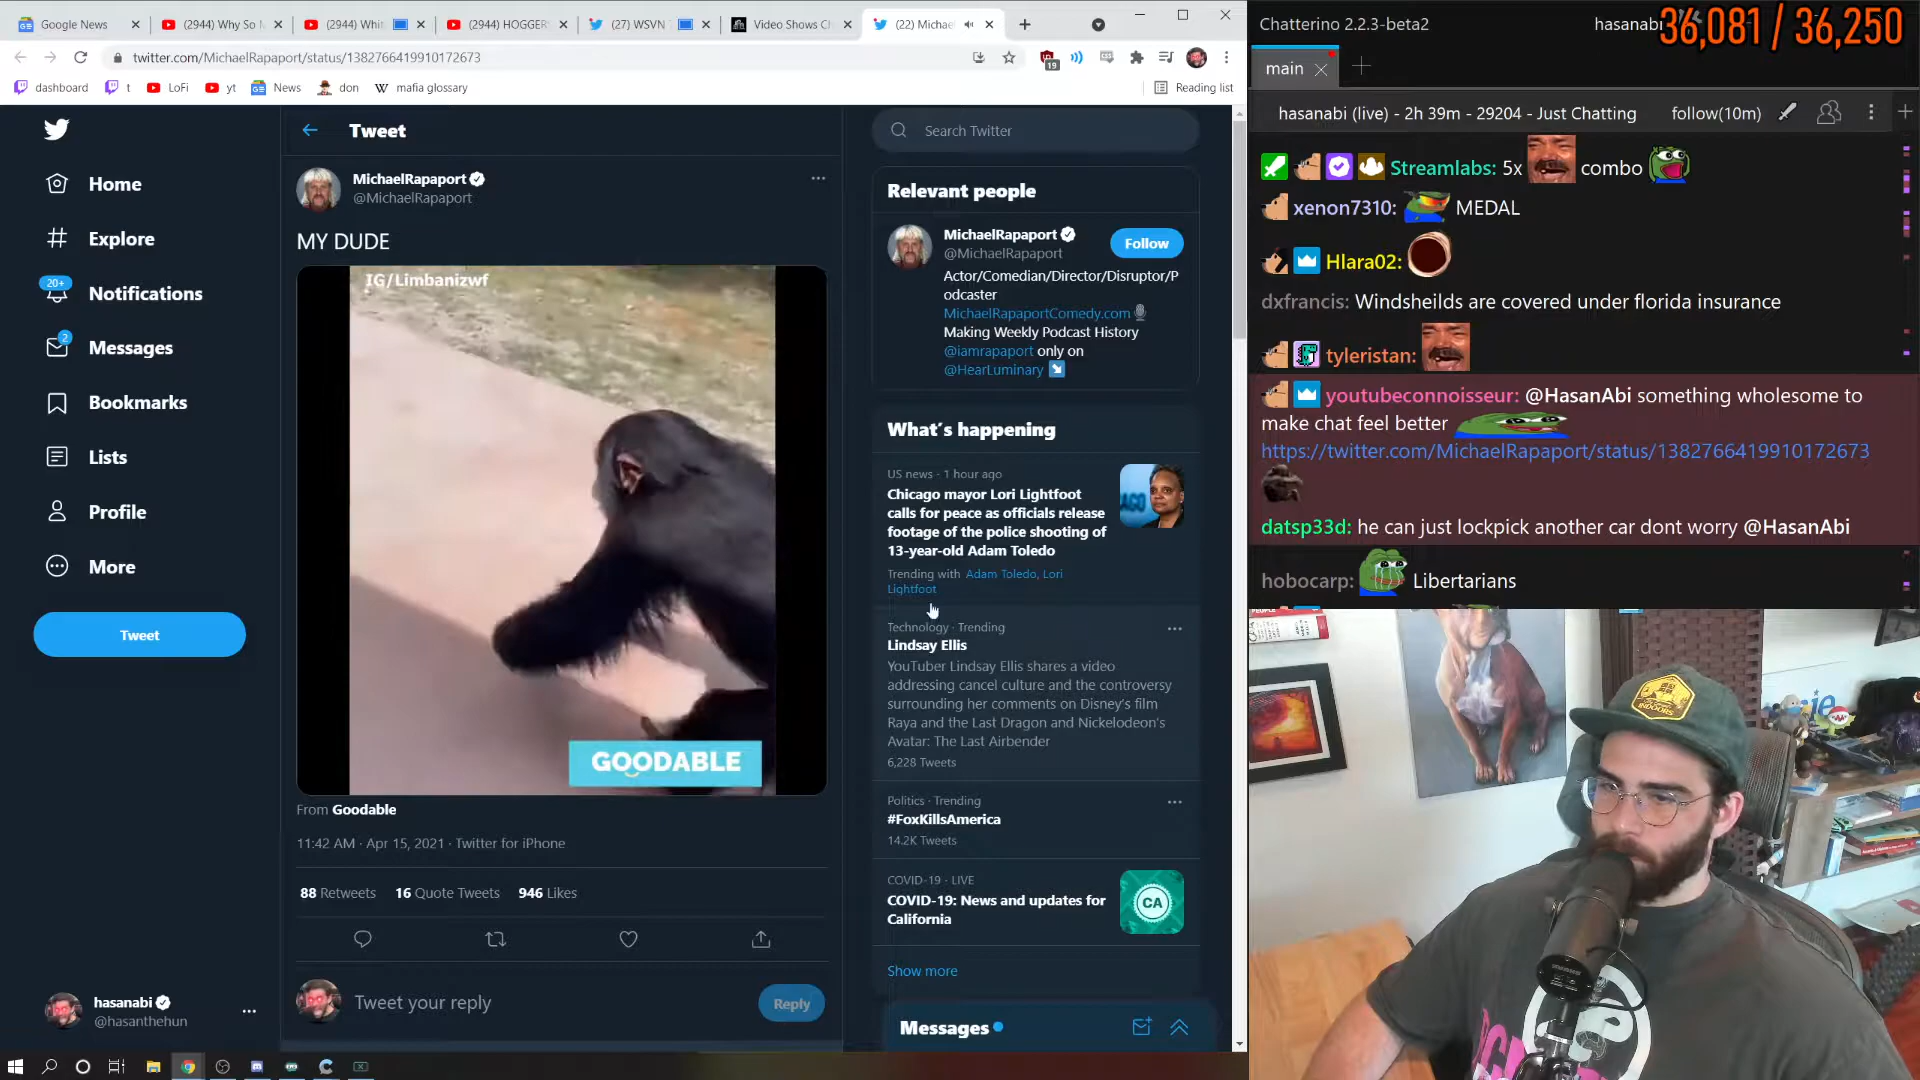 Google News
(2944) Why So
(2944) Whi
(2944) HOGGER
(27) WSVN
Video Shows C
(22) Michae
twitter.com/MichaelRapaport/status/1382766419910172673
19
dashboard
t
LoFi
yt
News
don
mafia glossary
Reading list
Home
Explore
20+
Notifications
2
Messages
Bookmarks
Lists
Profile
More
Tweet
hasanabi
@hasanthehun
Tweet
MichaelRapaport
@MichaelRapaport
MY DUDE
IG/Limbanizwf
GOODABLE
From Goodable
11:42 AM · Apr 15, 2021 · Twitter for iPhone
88 Retweets 16 Quote Tweets 946 Likes
Tweet your reply
Reply
Search Twitter
Relevant people
MichaelRapaport
@MichaelRapaport
Follow
Actor/Comedian/Director/Disruptor/P
odcaster
MichaelRapaportComedy.com
Making Weekly Podcast History
@iamrapaport only on
@HearLuminary
What's happening
US news · 1 hour ago
Chicago mayor Lori Lightfoot
calls for peace as officials release
footage of the police shooting of
13-year-old Adam Toledo
Trending with Adam Toledo, Lori
Lightfoot
Technology · Trending
Lindsay Ellis
YouTuber Lindsay Ellis shares a video
addressing cancel culture and the controversy
surrounding her comments on Disney's film
Raya and the Last Dragon and Nickelodeon's
Avatar: The Last Airbender
6,228 Tweets
Politics · Trending
#FoxKillsAmerica
14.2K Tweets
COVID-19 · LIVE
COVID-19: News and updates for
California
CA
Show more
Messages
Chatterino 2.2.3-beta2
hasanabi
36,081 / 36,250
main
hasanabi (live) - 2h 39m - 29204 - Just Chatting
follow(10m)
Streamlabs: 5x combo
xenon7310: MEDAL
Hlara02:
dxfrancis: Windsheilds are covered under florida insurance
tyleristan:
youtubeconnoisseur: @HasanAbi something wholesome to
make chat feel better
https://twitter.com/MichaelRapaport/status/1382766419910172673
datsp33d: he can just lockpick another car dont worry @HasanAbi
hobocarp: Libertarians